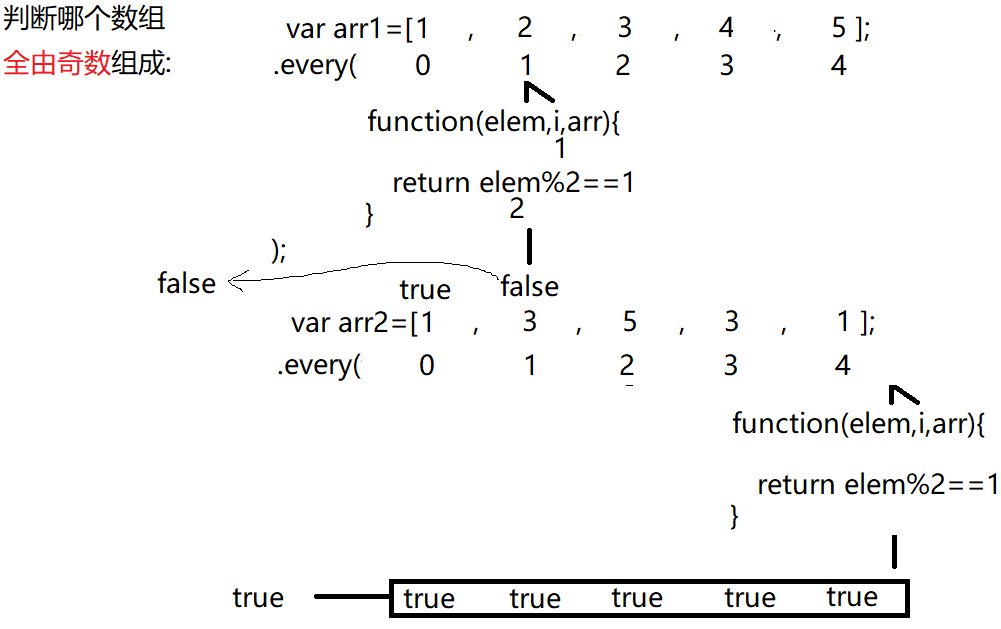 判断哪个数组
var arr1=[1 , 2 , 3 , 4 , 5 ];
全由奇数组成:
.every( 0 1 2 3 4
function(elem,i,arr){
1
return elem%2==1
} 2
);
false true false
var arr2=[1 , 3 , 5 , 3 , 1 ];
.every( 0 1 2 3 4
function(elem,i,arr){
return elem%2==1
}
true true true true true true